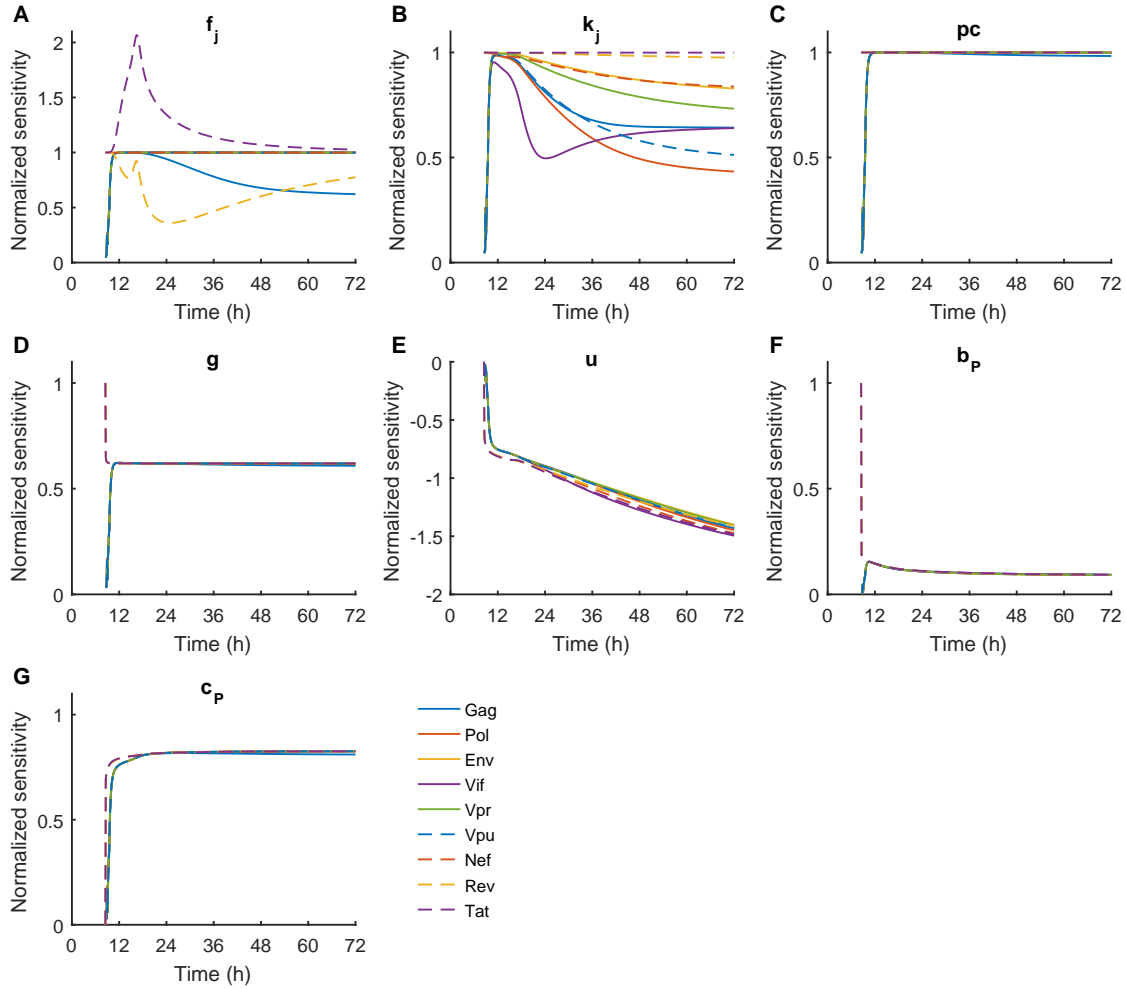 A
f_j
Normalized sensitivity
2
1.5
1
0.5
0
0 12 24 36 48 60 72
Time (h)
B
k_j
Normalized sensitivity
1
0.5
0
0 12 24 36 48 60 72
Time (h)
C
pc
Normalized sensitivity
1
0.5
0
0 12 24 36 48 60 72
Time (h)
D
g
Normalized sensitivity
1
0.5
0
0 12 24 36 48 60 72
Time (h)
E
u
Normalized sensitivity
0
-0.5
-1
-1.5
-2
0 12 24 36 48 60 72
Time (h)
F
b_P
Normalized sensitivity
1
0.5
0
0 12 24 36 48 60 72
Time (h)
G
c_P
Normalized sensitivity
1
0.5
0
0 12 24 36 48 60 72
Time (h)
Gag
Pol
Env
Vif
Vpr
Vpu
Nef
Rev
Tat